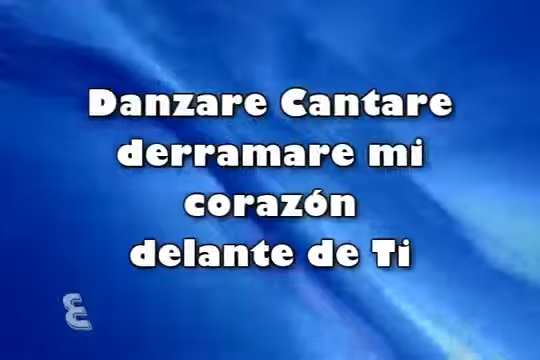 Danzare Cantare
derramare mi
corazón
delante de Ti